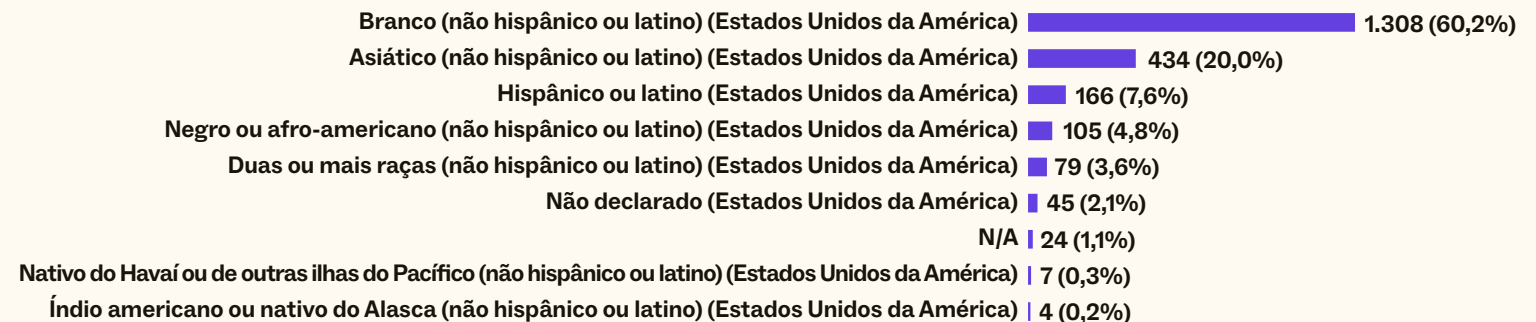 Branco (não hispânico ou latino) (Estados Unidos da América) 1.308 (60,2%)
Asiático (não hispânico ou latino) (Estados Unidos da América) 434 (20,0%)
Hispânico ou latino (Estados Unidos da América) 166 (7,6%)
Negro ou afro-americano (não hispânico ou latino) (Estados Unidos da América) 105 (4,8%)
Duas ou mais raças (não hispânico ou latino) (Estados Unidos da América) 79 (3,6%)
Não declarado (Estados Unidos da América) 45 (2,1%)
N/A 24 (1,1%)
Nativo do Havaí ou de outras ilhas do Pacífico (não hispânico ou latino) (Estados Unidos da América) 7 (0,3%)
Índio americano ou nativo do Alasca (não hispânico ou latino) (Estados Unidos da América) 4 (0,2%)